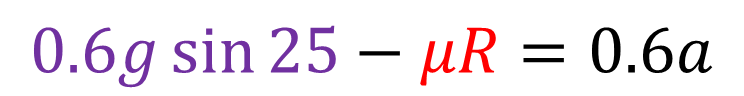 0.6g sin 25 − μR = 0.6a